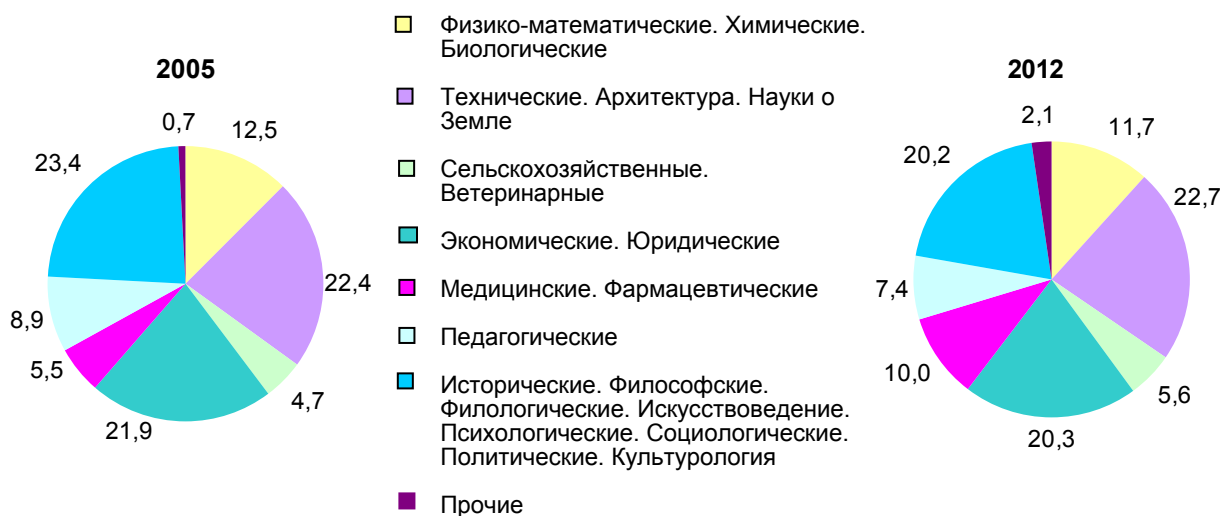 2005
0,7
12,5
23,4
22,4
8,9
5,5
4,7
21,9
Физико-математические. Химические.
Биологические
Технические. Архитектура. Науки о
Земле
Сельскохозяйственные.
Ветеринарные
Экономические. Юридические
Медицинские. Фармацевтические
Педагогические
Исторические. Философские.
Филологические. Искусствоведение.
Психологические. Социологические.
Политические. Культурология
Прочие
2012
2,1
11,7
20,2
22,7
7,4
10,0
5,6
20,3